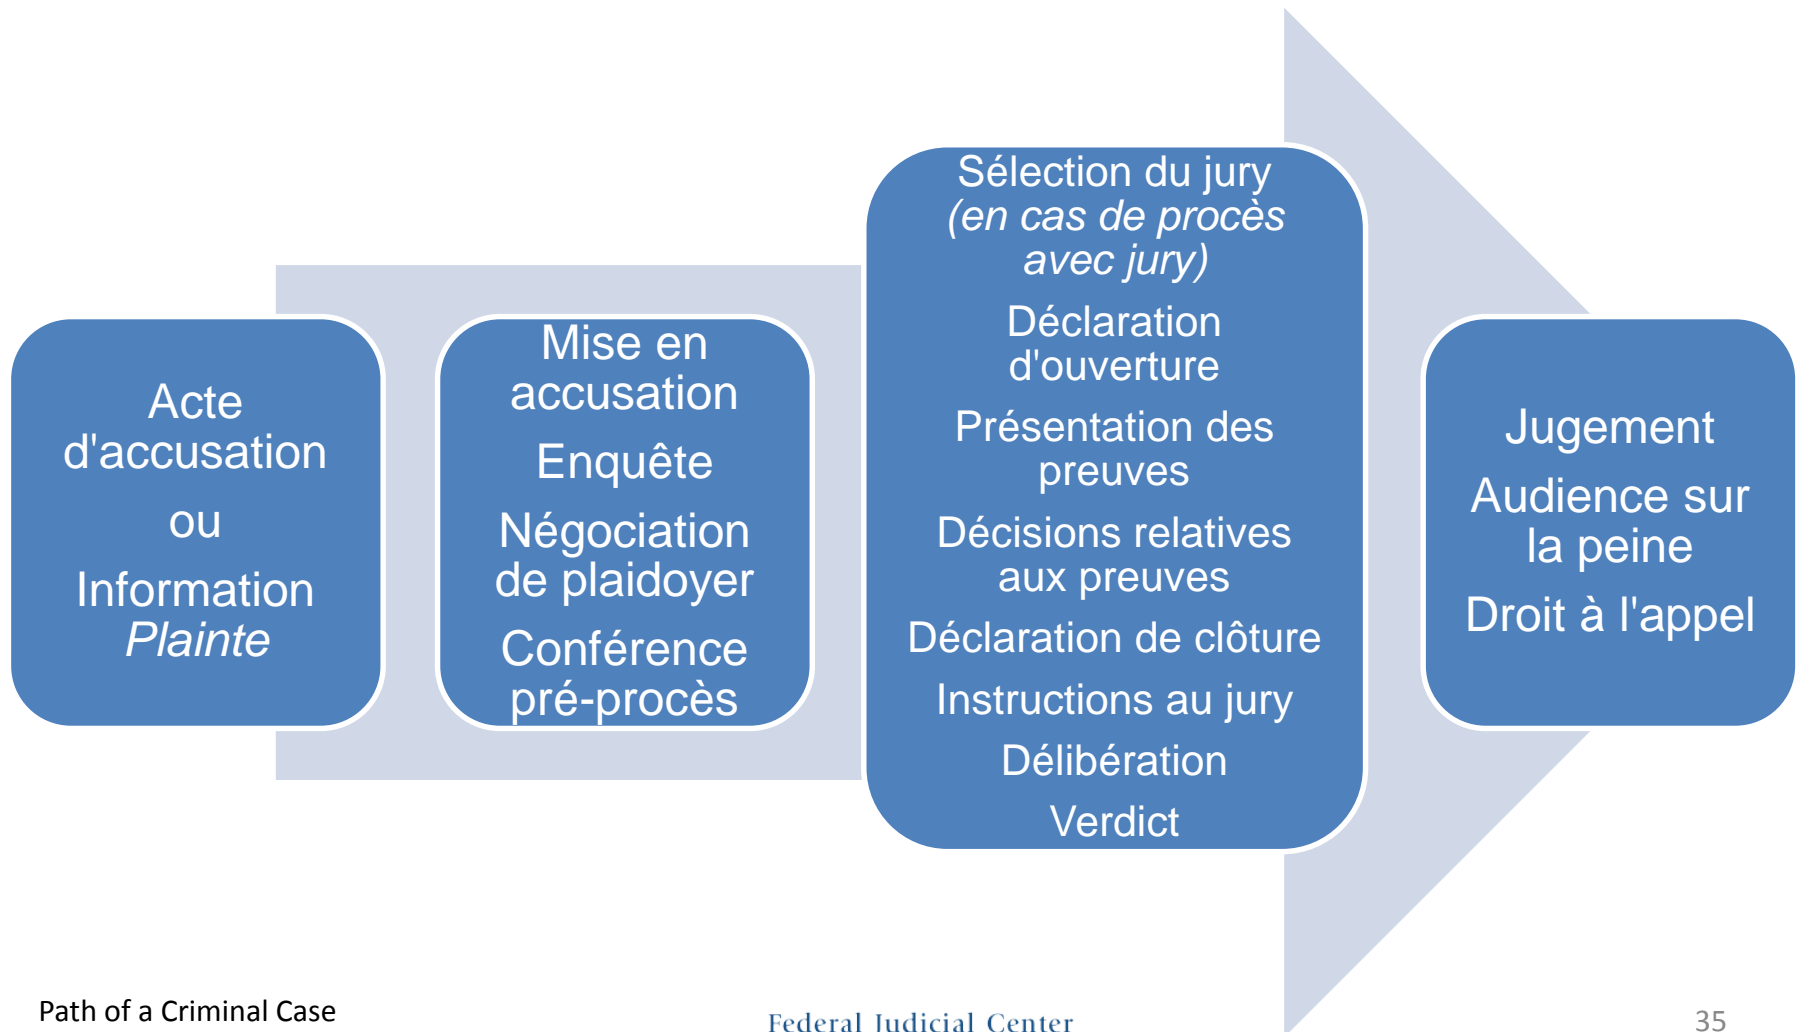 Acte
d'accusation
ou
Information
Plainte
Mise en
accusation
Enquête
Négociation
de plaidoyer
Conférence
pré-procès
Sélection du jury
(en cas de procès
avec jury)
Déclaration
d'ouverture
Présentation des
preuves
Décisions relatives
aux preuves
Déclaration de clôture
Instructions au jury
Délibération
Verdict
Jugement
Audience sur
la peine
Droit à l'appel
Path of a Criminal Case
Federal Judicial Center
35